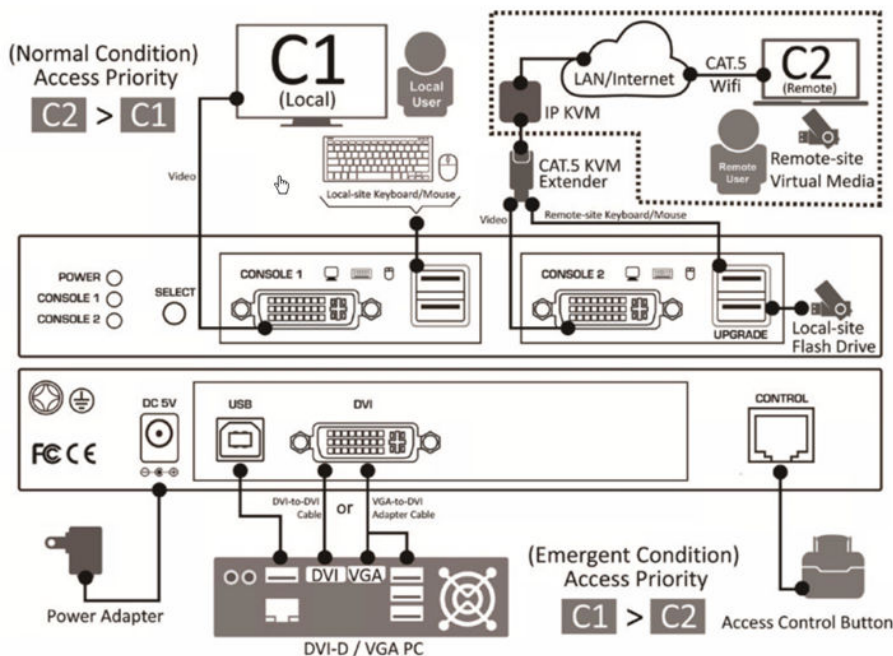 (Normal Condition)
Access Priority
C2 > C1
C1
(Local)
Local
User
LAN/Internet
CAT.5
Wifi
C2
(Remote)
IP KVM
Remote
User
Remote-site
Virtual Media
CAT.5 KVM
Extender
Video
Local-site Keyboard/Mouse
Video
Remote-site Keyboard/Mouse
POWER
CONSOLE 1
CONSOLE 2
SELECT
CONSOLE 1
CONSOLE 2
UPGRADE
Local-site
Flash Drive
DC 5V
USB
DVI
CONTROL
FC CE
DVI-to-DVI
Cable
or
VGA-to-DVI
Adapter Cable
DVI
VGA
Power Adapter
DVI-D / VGA PC
(Emergent Condition)
Access Priority
C1 > C2
Access Control Button